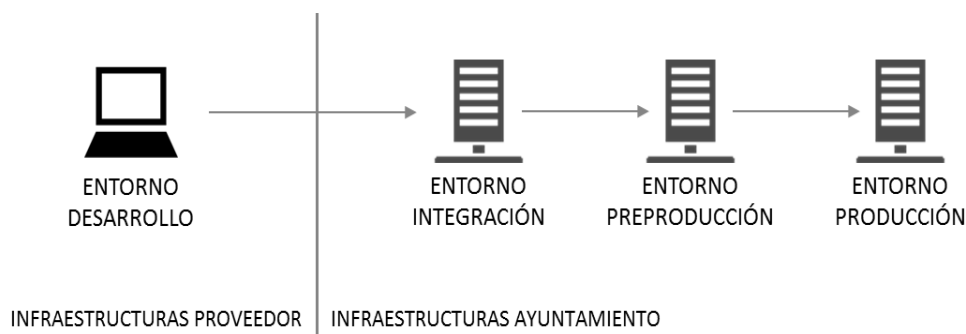 ENTORNO
DESARROLLO
ENTORNO
INTEGRACIÓN
ENTORNO
PREPRODUCCIÓN
ENTORNO
PRODUCCIÓN
INFRAESTRUCTURAS PROVEEDOR
INFRAESTRUCTURAS AYUNTAMIENTO